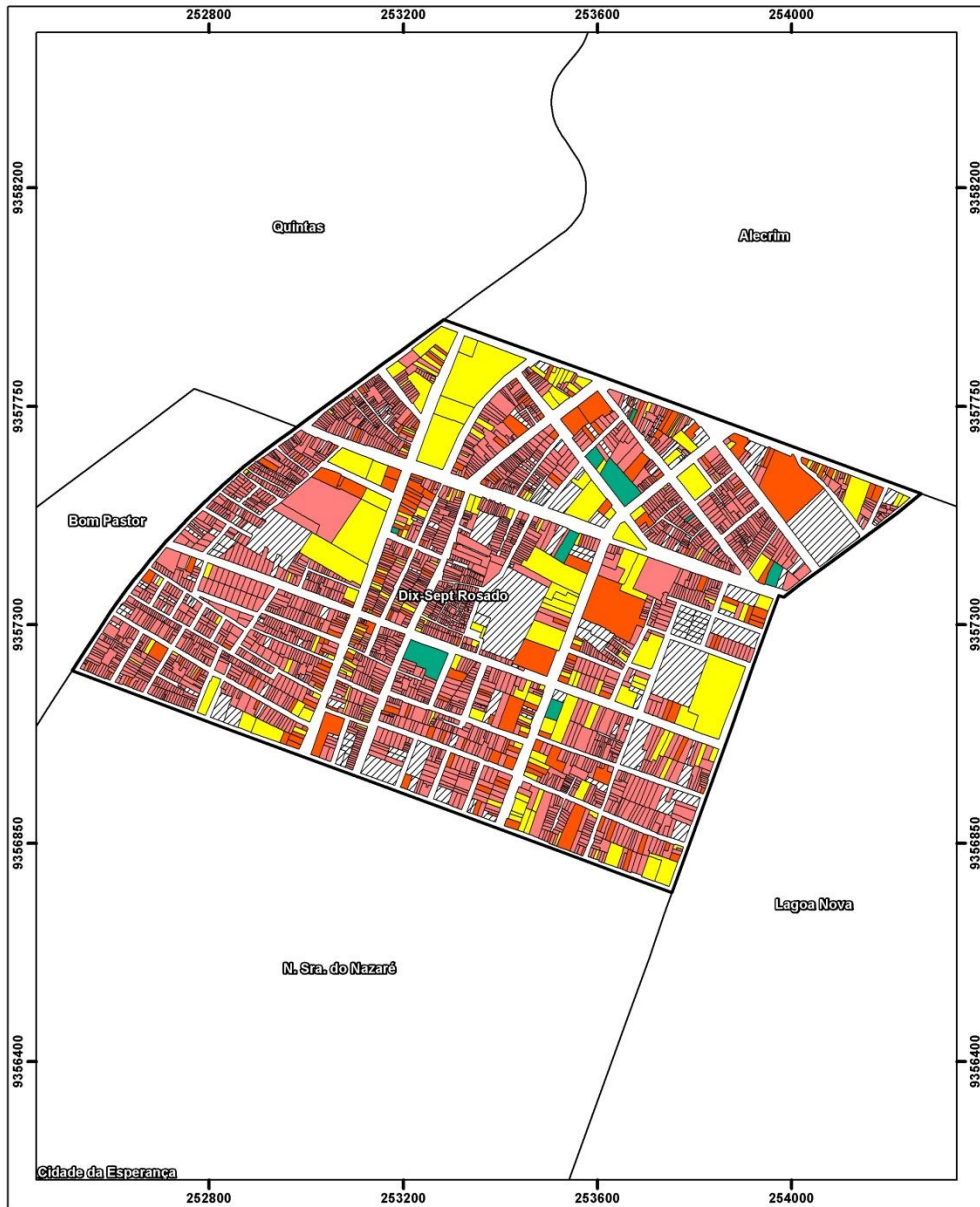 252800 253200 253600 254000
9358200 9358200
Quintas
Alecrim
9357750 9357750
Bom Pastor
Dix-Sept Rosado
9357300 9357300
9356850 9356850
Lagoa Nova
N. Sra. do Nazaré
9356400 9356400
Cidade da Esperança
252800 253200 253600 254000